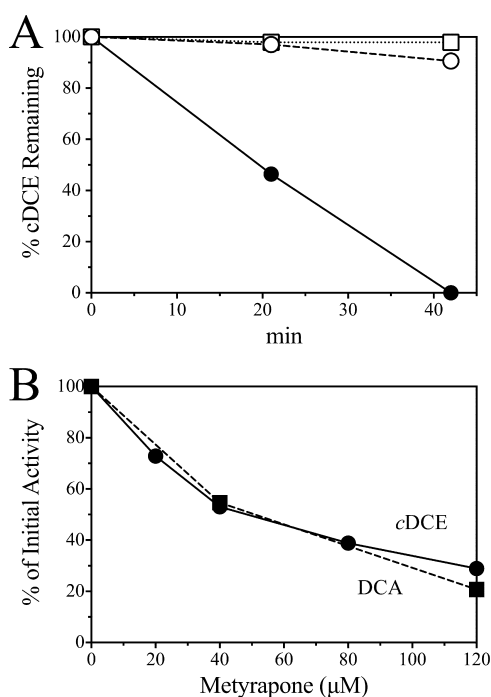 A
% cDCE Remaining
100
80
60
40
20
0
0 10 20 30 40
min
B
% of Initial Activity
100
80
60
40
20
0
cDCE
DCA
0 20 40 60 80 100 120
Metyrapone (μM)